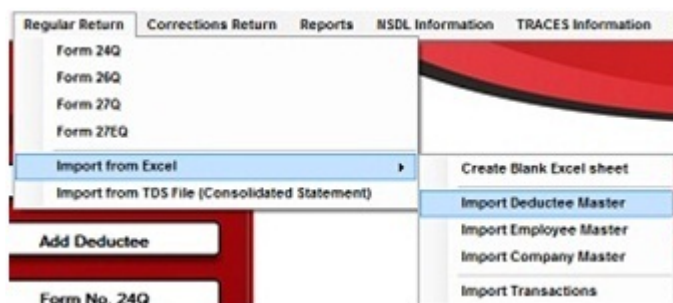 Regular Return Corrections Return Reports NSDL Information TRACES Information
Form 24Q
Form 26Q
Form 27Q
Form 27EQ
Import from Excel
Import from TDS File (Consolidated Statement)
Create Blank Excel sheet
Import Deductee Master
Import Employee Master
Import Company Master
Import Transactions
Add Deductee
Form No. 24Q